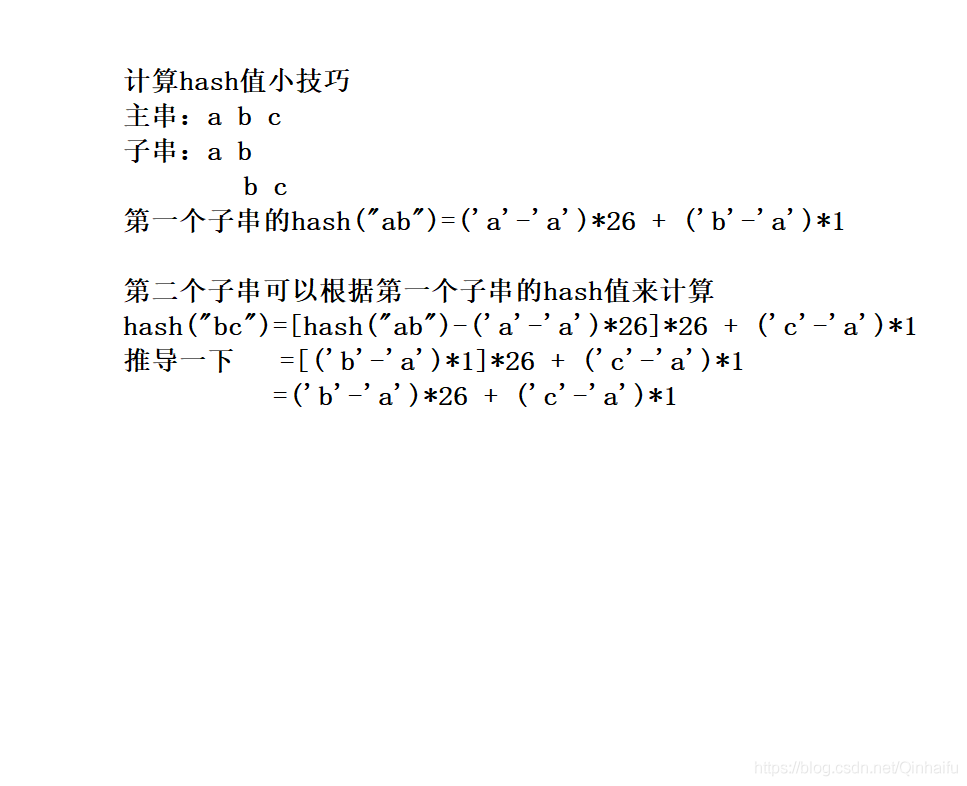 计算hash值小技巧
主串：a b c
子串：a b
b c
第一个子串的hash("ab")=('a'-'a')*26 + ('b'-'a')*1
第二个子串可以根据第一个子串的hash值来计算
hash("bc")=[hash("ab")-('a'-'a')*26]*26 + ('c'-'a')*1
推导一下 =[('b'-'a')*1]*26 + ('c'-'a')*1
=('b'-'a')*26 + ('c'-'a')*1
https://blog.csdn.net/Qinhaifu